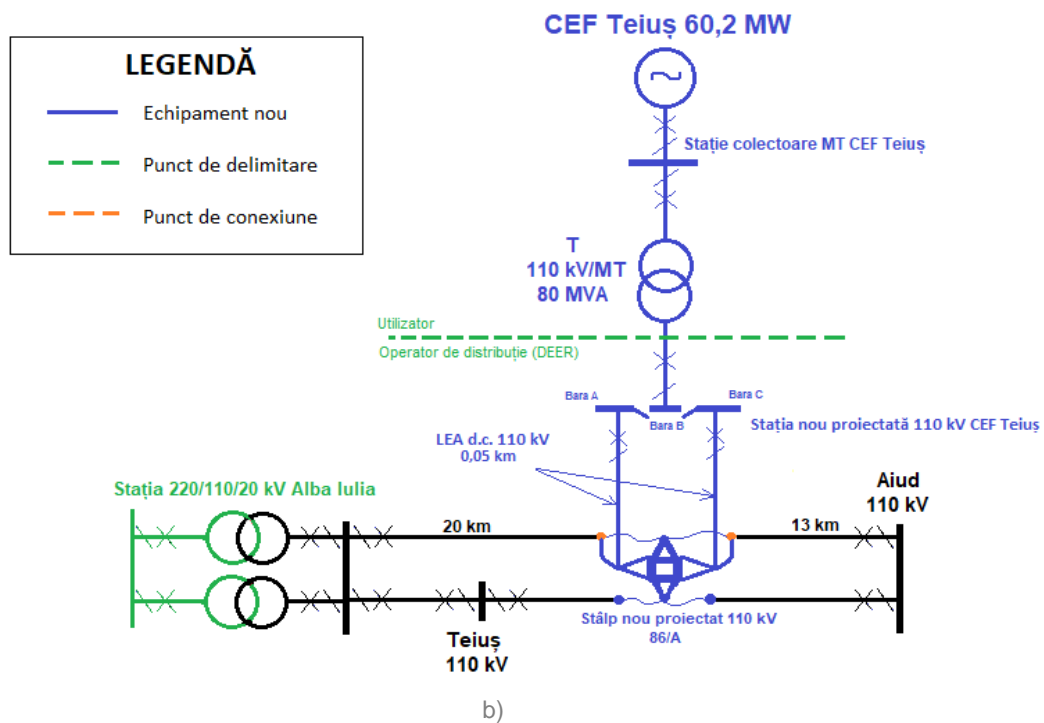 CEF Teiuș 60,2 MW
LEGENDĂ
Echipament nou
Punct de delimitare
Punct de conexiune
Stație colectoare MT CEF Teiuș
T
110 kV/MT
80 MVA
Utilizator
Operator de distribuție (DEER)
Bara A
Bara C
Bara B
Stația nou proiectată 110 kV CEF Teiuș
LEA d.c. 110 kV
0,05 km
Stația 220/110/20 kV Alba Iulia
Aiud
110 kV
20 km
13 km
Stâlp nou proiectat 110 kV
86/A
Teiuș
110 kV
b)